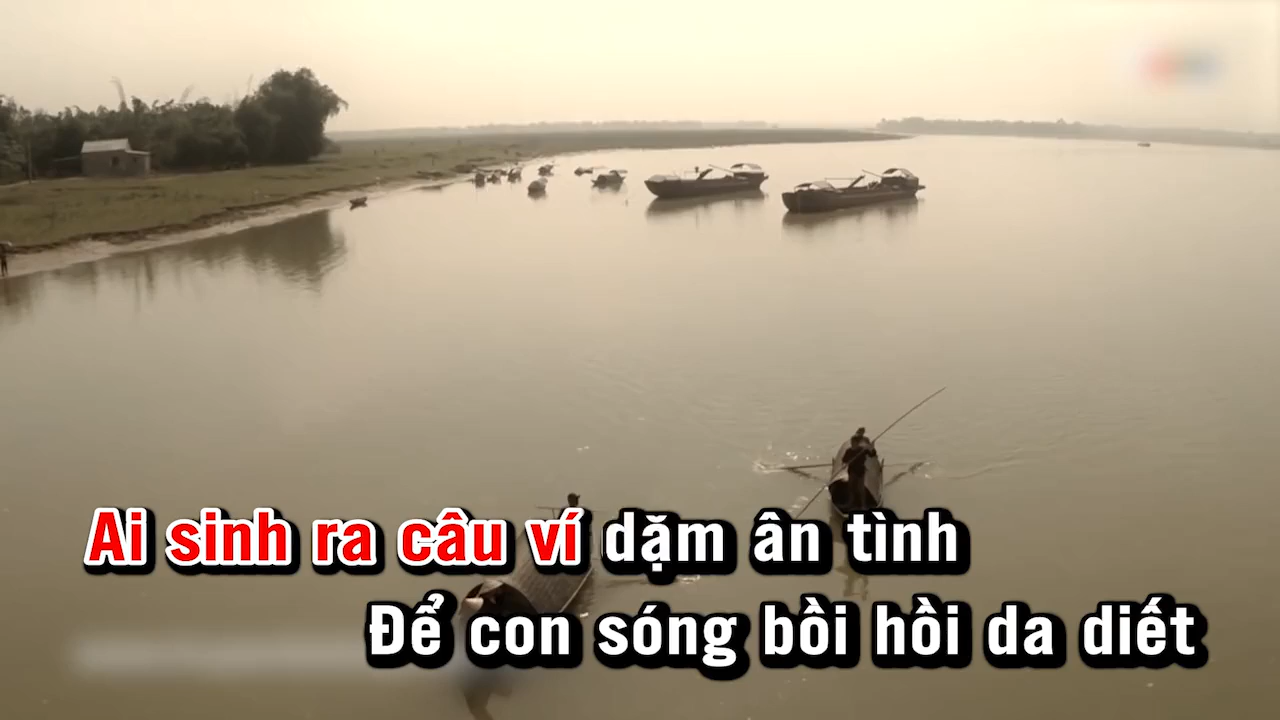 Ai sinh ra câu ví dặm ân tình
Để con sóng bồi hồi da diết